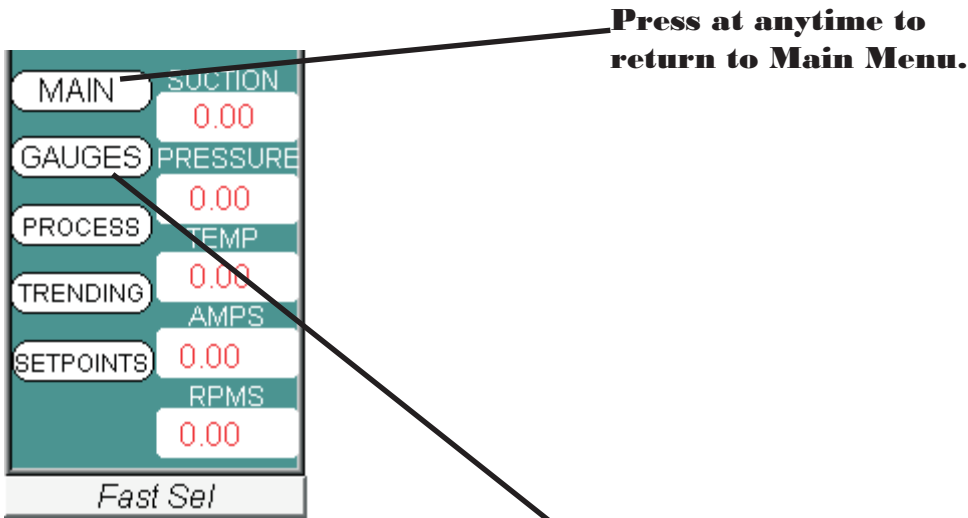 Press at anytime to
return to Main Menu.
MAIN
SUCTION
0.00
GAUGES
PRESSURE
0.00
PROCESS
TEMP
0.00
TRENDING
AMPS
0.00
SETPOINTS
RPMS
0.00
Fast Sel